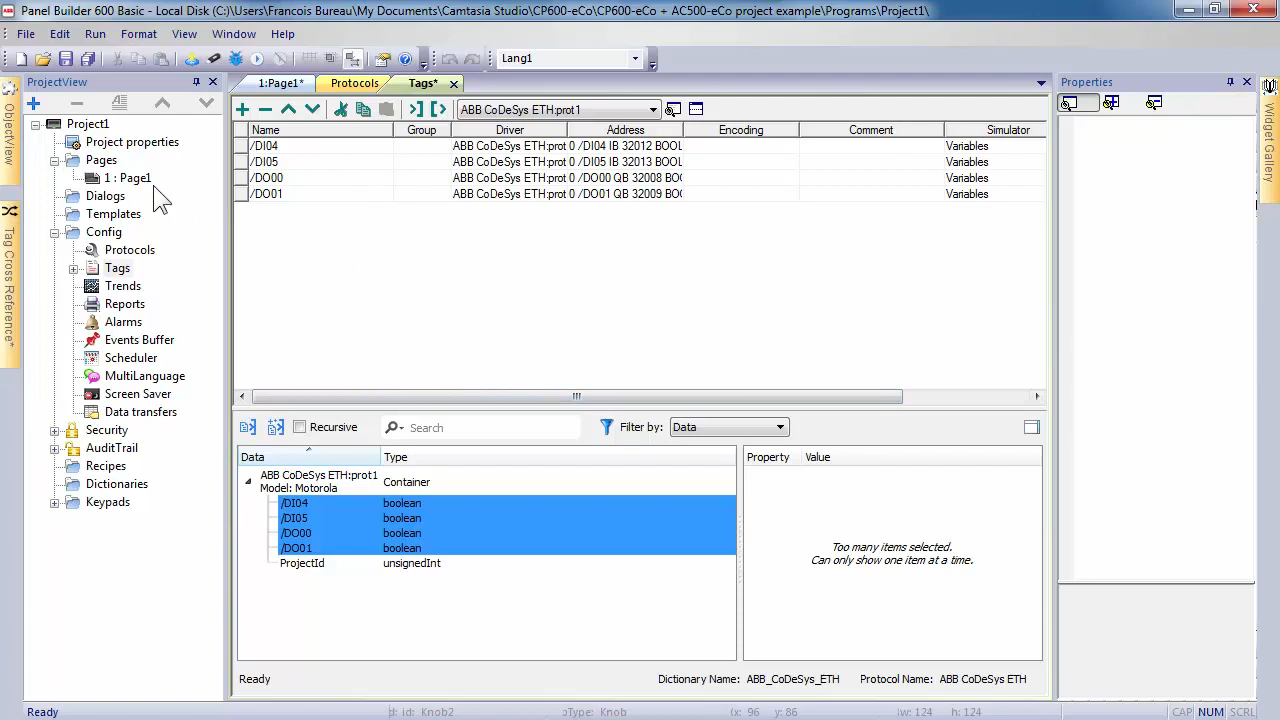 Panel Builder 600 Basic - Local Disk (C:)\Users\Francois Bureau\My Documents\Camtasia Studio\CP600-eCo\CP600-eCo + AC500-eCo project example\Programs\Project1\
File Edit Run Format View Window Help
Lang1
ProjectView
1:Page1* Protocols Tags*
Properties
ObjectView
Tag Cross Reference*
Widget Gallery
Project1
Project properties
Pages
1 : Page1
Dialogs
Templates
Config
Protocols
Tags
Trends
Reports
Alarms
Events Buffer
Scheduler
MultiLanguage
Screen Saver
Data transfers
Security
AuditTrail
Recipes
Dictionaries
Keypads
ABB CoDeSys ETH:prot1
Name Group Driver Address Encoding Comment Simulator
/DI04 ABB CoDeSys ETH:prot 0 /DI04 IB 32012 BOOL Variables
/DI05 ABB CoDeSys ETH:prot 0 /DI05 IB 32013 BOOL Variables
/DO00 ABB CoDeSys ETH:prot 0 /DO00 QB 32008 BO Variables
/DO01 ABB CoDeSys ETH:prot 0 /DO01 QB 32009 BO Variables
Recursive Search Filter by: Data
Data Type
ABB CoDeSys ETH:prot1
Model: Motorola Container
/DI04 boolean
/DI05 boolean
/DO00 boolean
/DO01 boolean
ProjectId unsignedInt
Property Value
Too many items selected.
Can only show one item at a time.
Ready Dictionary Name: ABB_CoDeSys_ETH Protocol Name: ABB CoDeSys ETH
Ready d: id: Knob2 oType: Knob x: 96 y: 86 w: 124 h: 124 CAP NUM SCRL